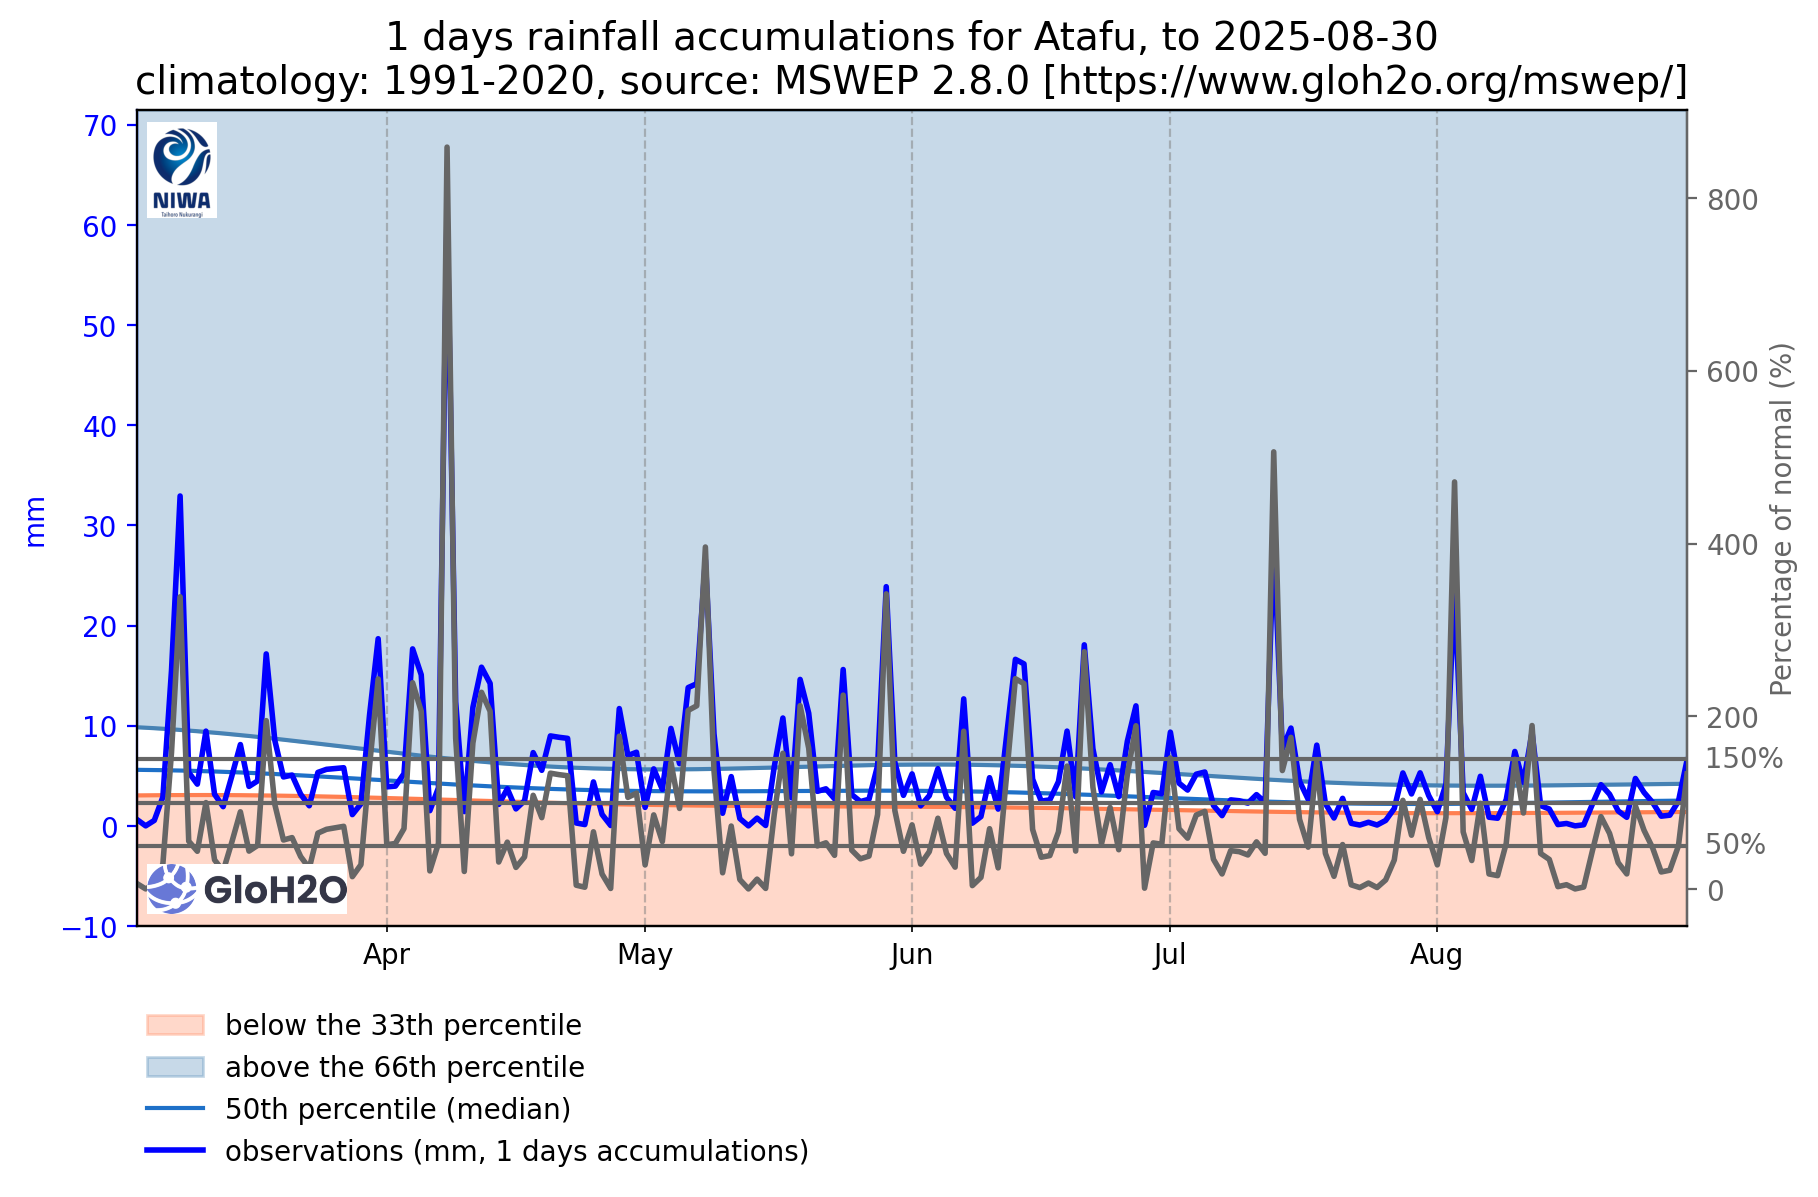 1 days rainfall accumulations for Atafu, to 2025-08-30
climatology: 1991-2020, source: MSWEP 2.8.0 [https://www.gloh2o.org/mswep/]
70
60
50
40
30
20
10
0
−10
mm
NIWA
Taihoro Nukurangi
GloH2O
800
600
400
200
150%
50%
0
Percentage of normal (%)
Apr
May
Jun
Jul
Aug
below the 33th percentile
above the 66th percentile
50th percentile (median)
observations (mm, 1 days accumulations)